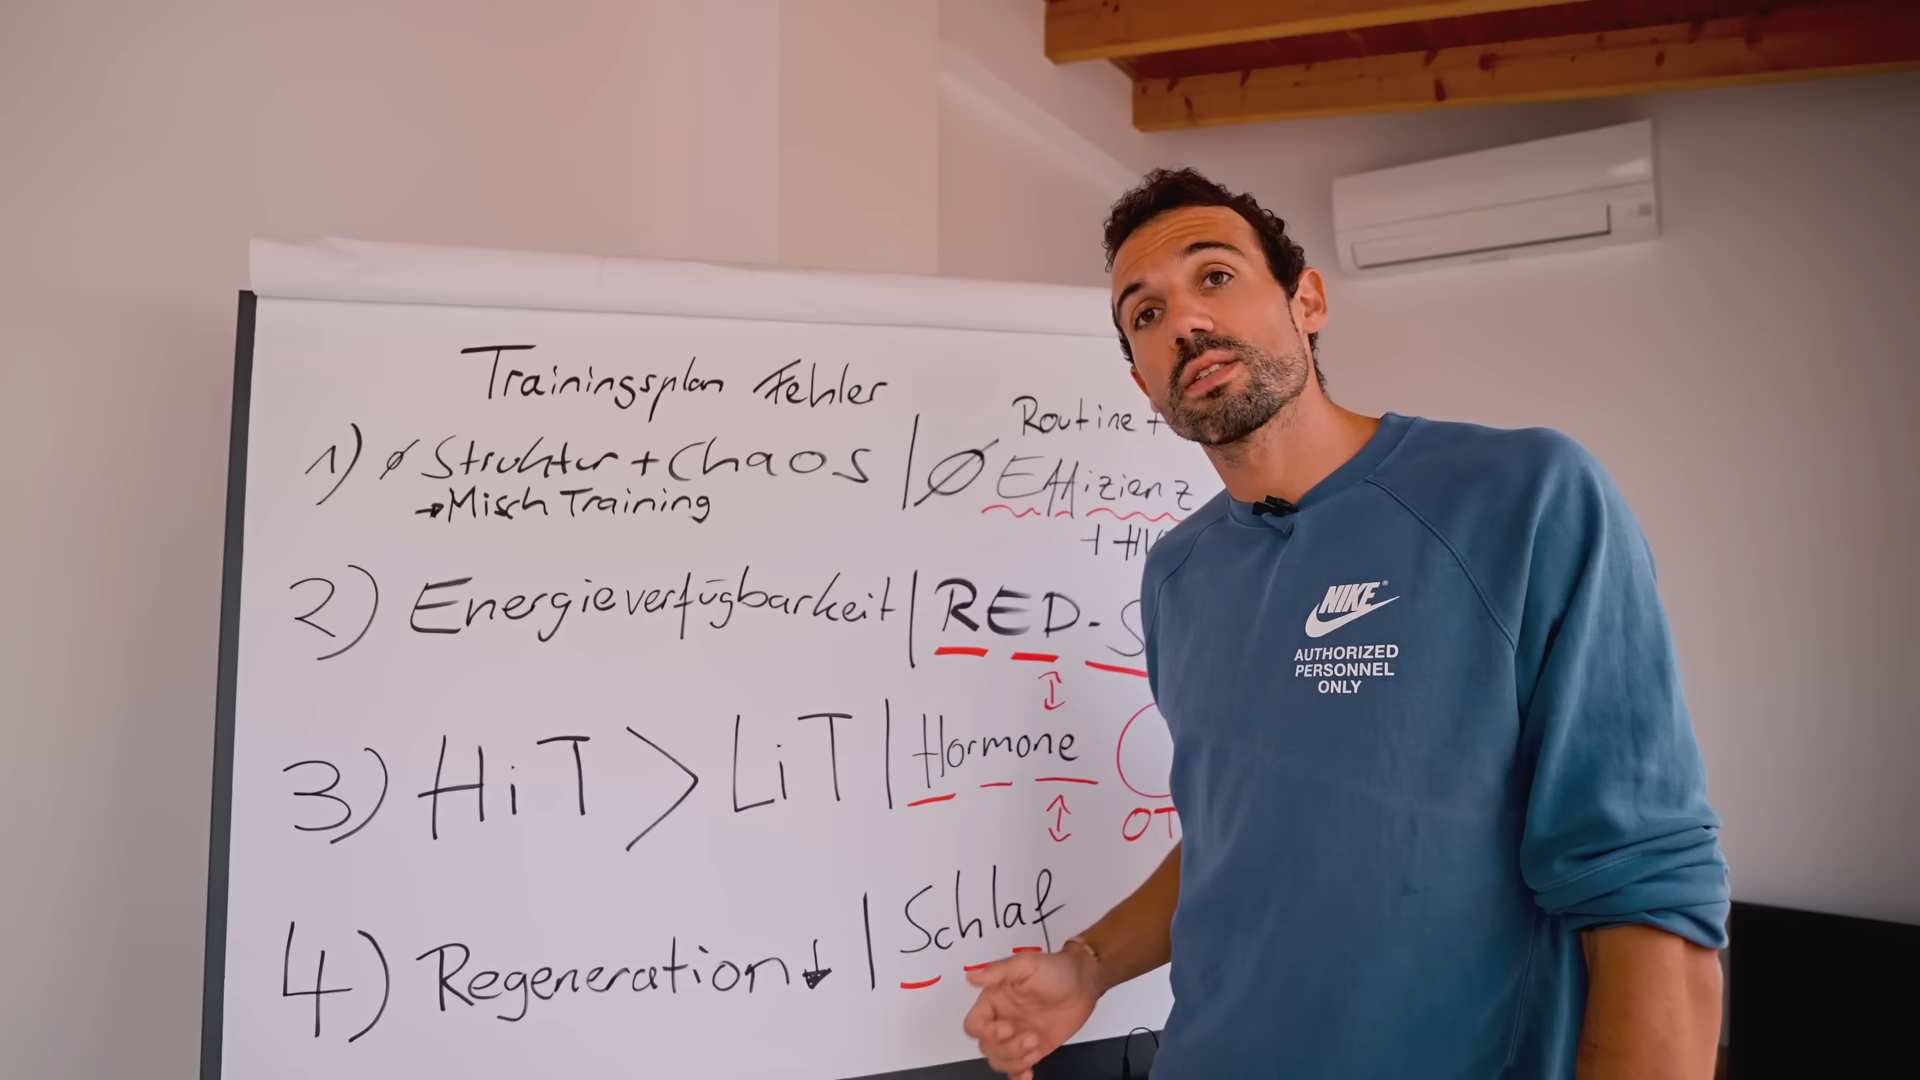 Trainingsplan Fehler
1) ∅ Struktur + Chaos | ∅ Effizienz
Routine +
→ Misch Training
2) Energieverfügbarkeit | RED-S
3) HiT > LiT | Hormone
OT
4) Regeneration ↓ | Schlaf
NIKE
AUTHORIZED
PERSONNEL
ONLY